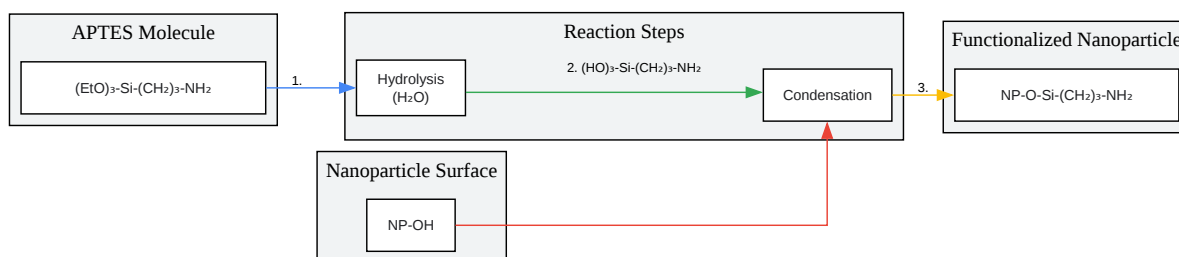 APTES Molecule
(EtO)₃-Si-(CH₂)₃-NH₂
1.
Reaction Steps
Hydrolysis
(H₂O)
2. (HO)₃-Si-(CH₂)₃-NH₂
Condensation
3.
Functionalized Nanoparticle
NP-O-Si-(CH₂)₃-NH₂
Nanoparticle Surface
NP-OH